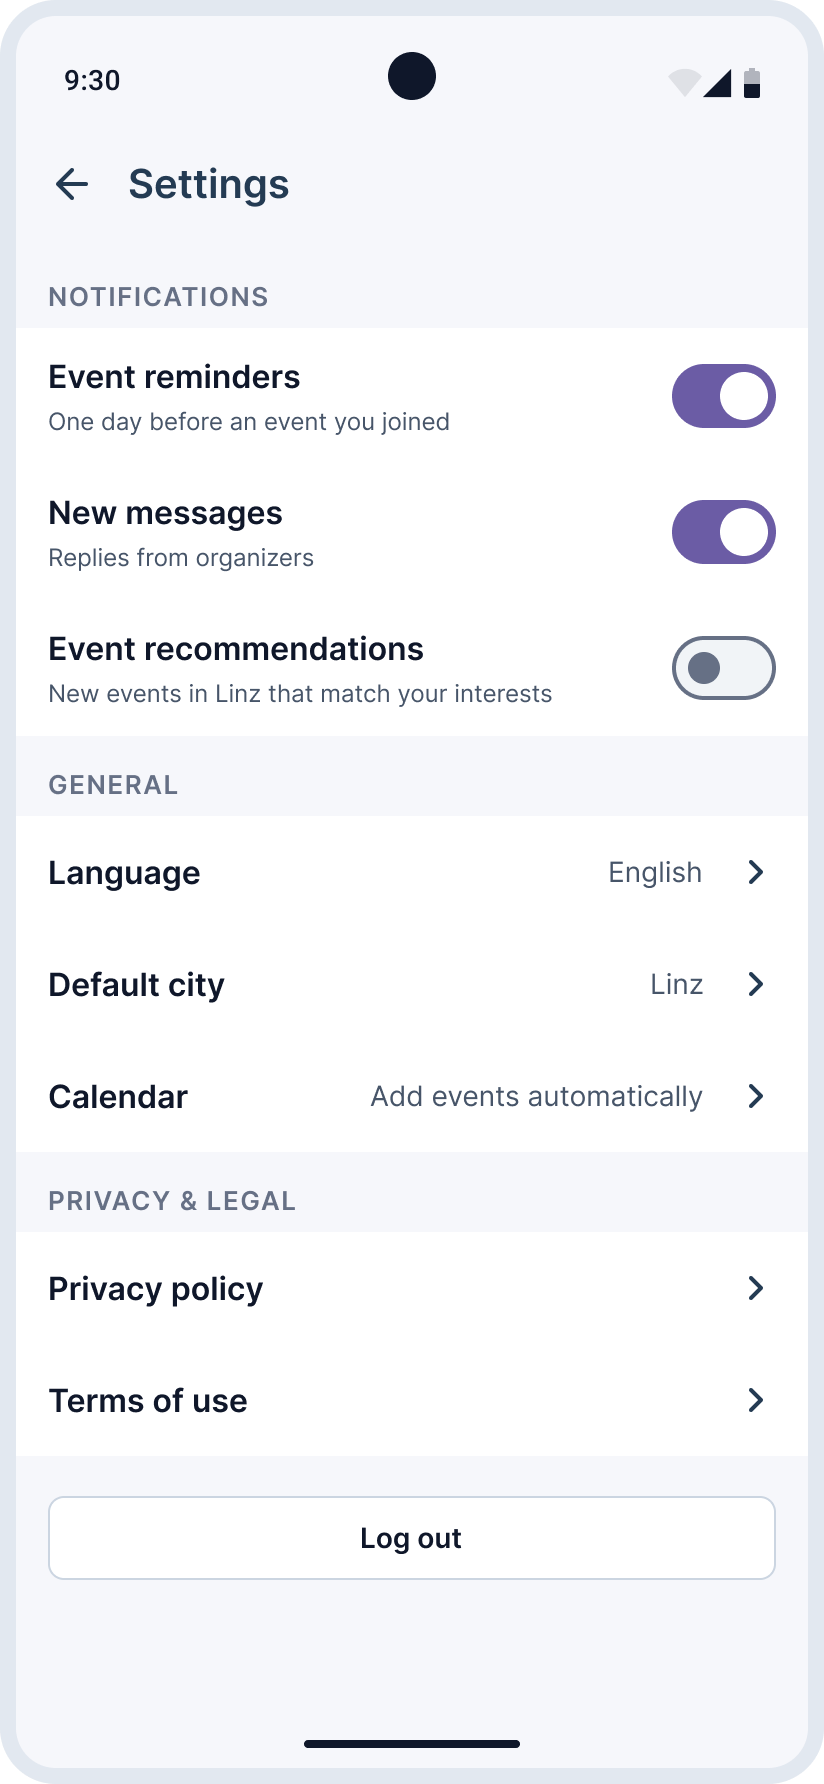 9:30
Settings
NOTIFICATIONS
Event reminders
One day before an event you joined
New messages
Replies from organizers
Event recommendations
New events in Linz that match your interests
GENERAL
Language English
Default city Linz
Calendar Add events automatically
PRIVACY & LEGAL
Privacy policy
Terms of use
Log out